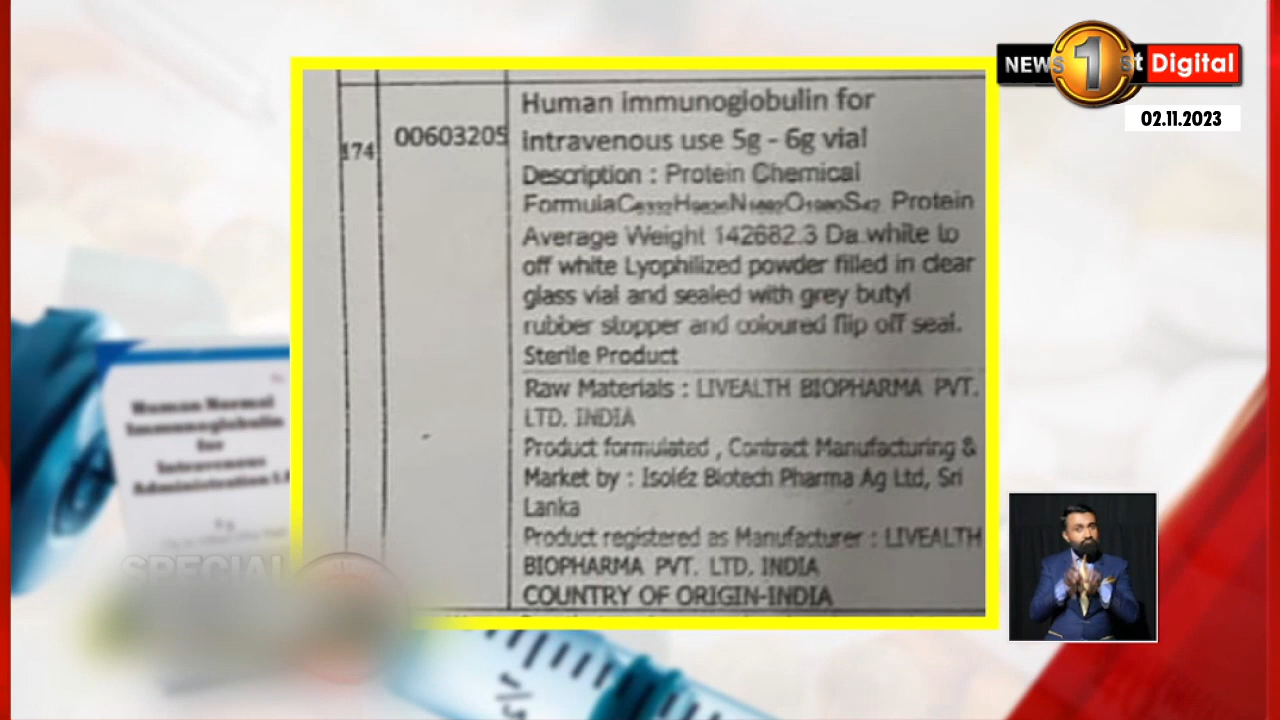 NEWS 1st Digital
02.11.2023
174
00603205
Human immunoglobulin for
intravenous use 5g - 6g vial
Description : Protein Chemical
FormulaC₆₃₃₂H₉₈₂₆N₁₆₉₂O₁₉₈₀S₄₂ Protein
Average Weight 142682.3 Da white to
off white Lyophilized powder filled in clear
glass vial and sealed with grey butyl
rubber stopper and coloured flip off seal.
Sterile Product
Raw Materials : LIVEALTH BIOPHARMA PVT.
LTD. INDIA
Product formulated , Contract Manufacturing &
Market by : Isoléz Biotech Pharma Ag Ltd, Sri
Lanka
Product registered as Manufacturer : LIVEALTH
BIOPHARMA PVT. LTD. INDIA
COUNTRY OF ORIGIN-INDIA
Human Normal
Immunoglobulin
for
Intravenous
Administration
SPECIAL